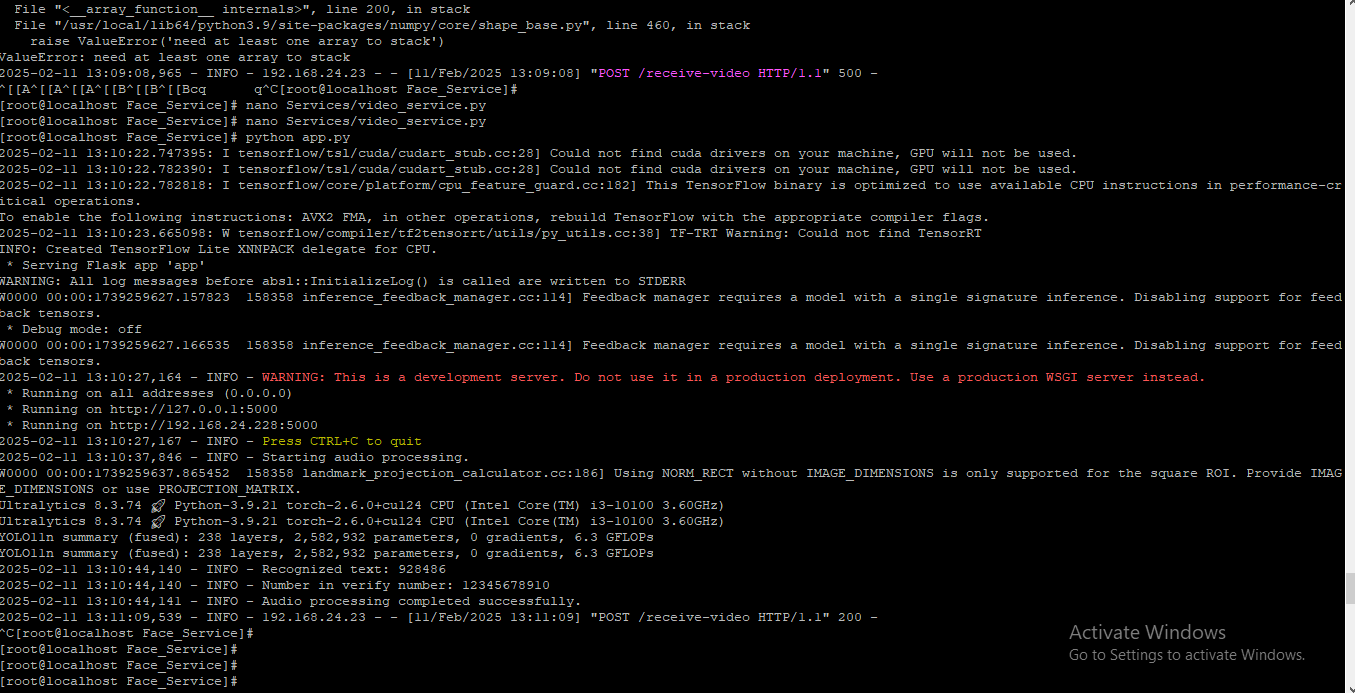 File "<__array_function__ internals>", line 200, in stack
  File "/usr/local/lib64/python3.9/site-packages/numpy/core/shape_base.py", line 460, in stack
    raise ValueError('need at least one array to stack')
ValueError: need at least one array to stack
2025-02-11 13:09:08,965 - INFO - 192.168.24.23 - - [11/Feb/2025 13:09:08] "POST /receive-video HTTP/1.1" 500 -
^[[A^[[A^[[A^[[B^[[B^[[Bcq      q^C[root@localhost Face_Service]#
[root@localhost Face_Service]# nano Services/video_service.py
[root@localhost Face_Service]# nano Services/video_service.py
[root@localhost Face_Service]# python app.py
2025-02-11 13:10:22.747395: I tensorflow/tsl/cuda/cudart_stub.cc:28] Could not find cuda drivers on your machine, GPU will not be used.
2025-02-11 13:10:22.782390: I tensorflow/tsl/cuda/cudart_stub.cc:28] Could not find cuda drivers on your machine, GPU will not be used.
2025-02-11 13:10:22.782818: I tensorflow/core/platform/cpu_feature_guard.cc:182] This TensorFlow binary is optimized to use available CPU instructions in performance-cr
itical operations.
To enable the following instructions: AVX2 FMA, in other operations, rebuild TensorFlow with the appropriate compiler flags.
2025-02-11 13:10:23.665098: W tensorflow/compiler/tf2tensorrt/utils/py_utils.cc:38] TF-TRT Warning: Could not find TensorRT
INFO: Created TensorFlow Lite XNNPACK delegate for CPU.
 * Serving Flask app 'app'
WARNING: All log messages before absl::InitializeLog() is called are written to STDERR
W0000 00:00:1739259627.157823  158358 inference_feedback_manager.cc:114] Feedback manager requires a model with a single signature inference. Disabling support for feed
back tensors.
 * Debug mode: off
W0000 00:00:1739259627.166535  158358 inference_feedback_manager.cc:114] Feedback manager requires a model with a single signature inference. Disabling support for feed
back tensors.
2025-02-11 13:10:27,164 - INFO - WARNING: This is a development server. Do not use it in a production deployment. Use a production WSGI server instead.
 * Running on all addresses (0.0.0.0)
 * Running on http://127.0.0.1:5000
 * Running on http://192.168.24.228:5000
2025-02-11 13:10:27,167 - INFO - Press CTRL+C to quit
2025-02-11 13:10:37,846 - INFO - Starting audio processing.
W0000 00:00:1739259637.865452  158358 landmark_projection_calculator.cc:186] Using NORM_RECT without IMAGE_DIMENSIONS is only supported for the square ROI. Provide IMAG
E_DIMENSIONS or use PROJECTION_MATRIX.
Ultralytics 8.3.74 🚀 Python-3.9.21 torch-2.6.0+cu124 CPU (Intel Core(TM) i3-10100 3.60GHz)
Ultralytics 8.3.74 🚀 Python-3.9.21 torch-2.6.0+cu124 CPU (Intel Core(TM) i3-10100 3.60GHz)
YOLO11n summary (fused): 238 layers, 2,582,932 parameters, 0 gradients, 6.3 GFLOPs
YOLO11n summary (fused): 238 layers, 2,582,932 parameters, 0 gradients, 6.3 GFLOPs
2025-02-11 13:10:44,140 - INFO - Recognized text: 928486
2025-02-11 13:10:44,140 - INFO - Number in verify number: 12345678910
2025-02-11 13:10:44,141 - INFO - Audio processing completed successfully.
2025-02-11 13:11:09,539 - INFO - 192.168.24.23 - - [11/Feb/2025 13:11:09] "POST /receive-video HTTP/1.1" 200 -
^C[root@localhost Face_Service]#
[root@localhost Face_Service]#
[root@localhost Face_Service]#
[root@localhost Face_Service]#
Activate Windows
Go to Settings to activate Windows.